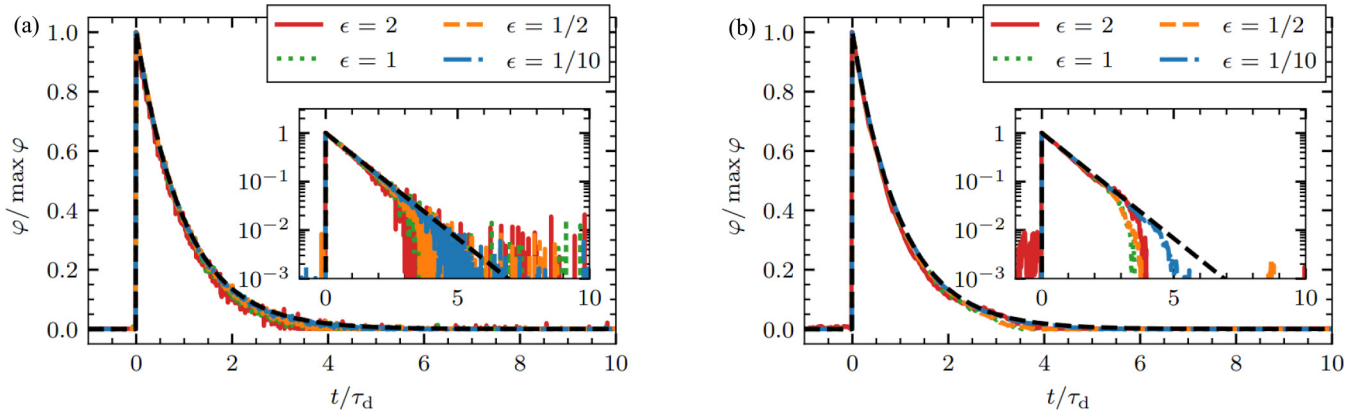 (a)
ϵ = 2
ϵ = 1/2
ϵ = 1
ϵ = 1/10
φ/ max φ
1.0
0.8
0.6
0.4
0.2
0.0
1
10⁻¹
10⁻²
10⁻³
0 5 10
0 2 4 6 8 10
t/τ_d
(b)
ϵ = 2
ϵ = 1/2
ϵ = 1
ϵ = 1/10
φ/ max φ
1.0
0.8
0.6
0.4
0.2
0.0
1
10⁻¹
10⁻²
10⁻³
0 5 10
0 2 4 6 8 10
t/τ_d